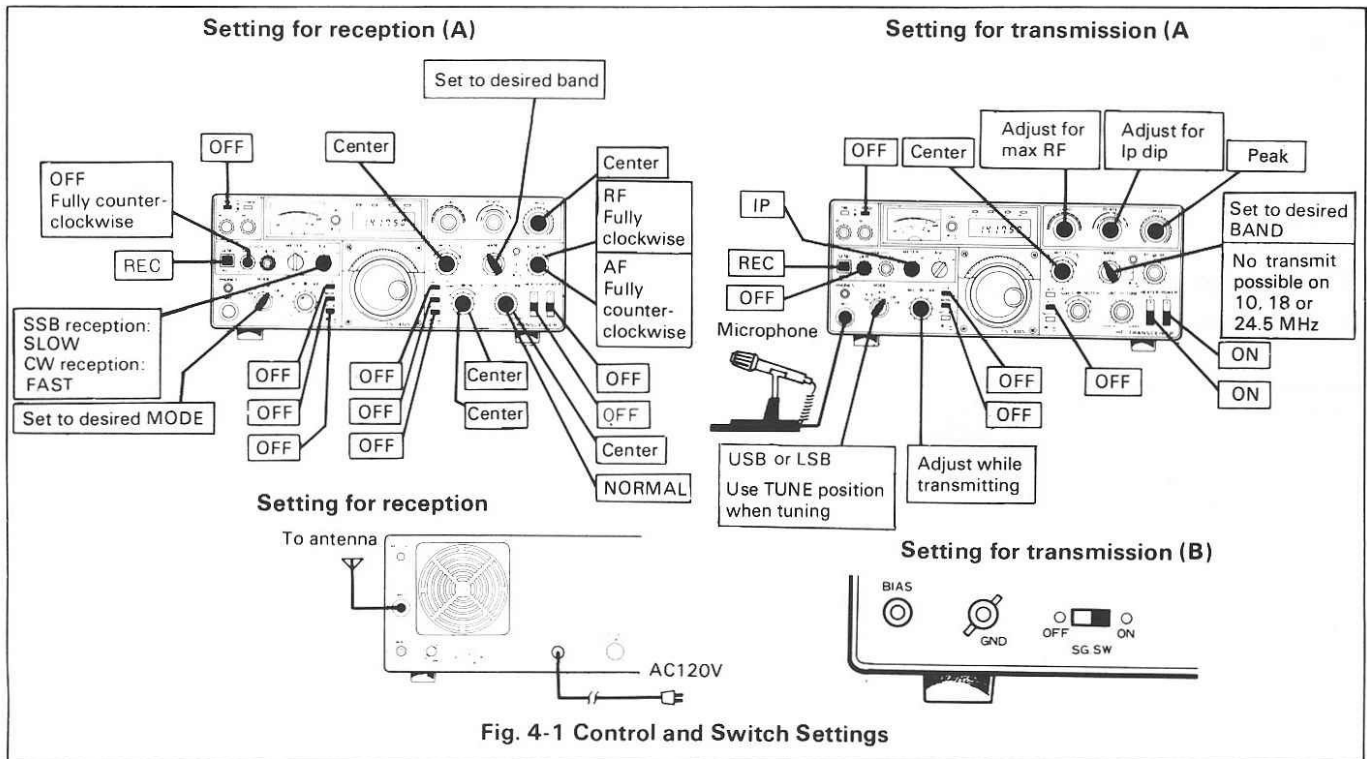 Setting for reception (A)
Set to desired band
OFF
Center
OFF
Fully counter-
clockwise
REC
SSB reception:
SLOW
CW reception:
FAST
Set to desired MODE
OFF
OFF
OFF
OFF
OFF
OFF
Center
Center
Center
RF
Fully
clockwise
AF
Fully
counter-
clockwise
OFF
OFF
Center
NORMAL
14.175.0
Setting for transmission (A
OFF
Center
Adjust for
max RF
Adjust for
Ip dip
Peak
IP
REC
OFF
Microphone
Set to desired
BAND
No transmit
possible on
10, 18 or
24.5 MHz
ON
ON
OFF
OFF
OFF
USB or LSB
Use TUNE position
when tuning
Adjust while
transmitting
14.175.0
Setting for reception
To antenna
AC120V
Setting for transmission (B)
BIAS
GND
OFF
ON
SG SW
Fig. 4-1 Control and Switch Settings